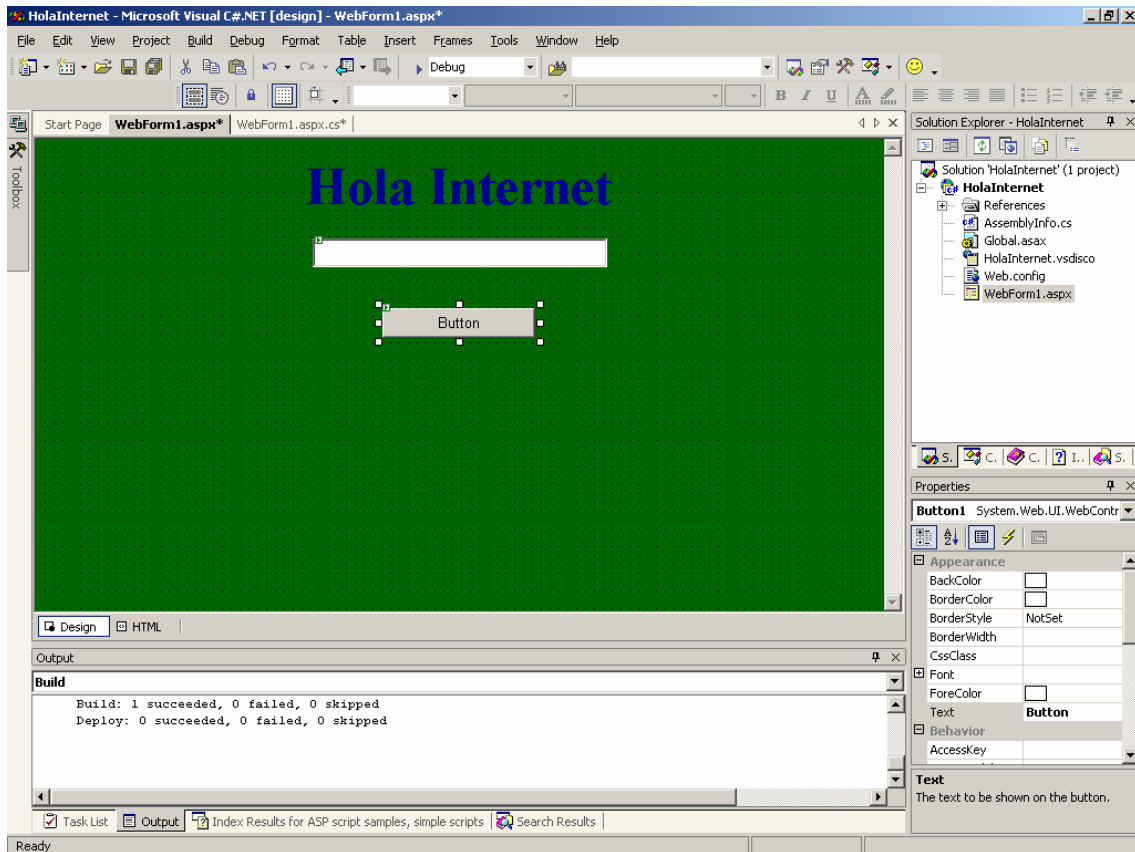 HolaInternet - Microsoft Visual C#.NET [design] - WebForm1.aspx*
File Edit View Project Build Debug Format Table Insert Frames Tools Window Help
Debug
B I U A
Start Page WebForm1.aspx* WebForm1.aspx.cs*
Toolbox
Hola Internet
Button
Design HTML
Output
Build
Build: 1 succeeded, 0 failed, 0 skipped
Deploy: 0 succeeded, 0 failed, 0 skipped
Task List Output Index Results for ASP script samples, simple scripts Search Results
Ready
Solution Explorer - HolaInternet
Solution 'HolaInternet' (1 project)
HolaInternet
References
AssemblyInfo.cs
Global.asax
HolaInternet.vsdisco
Web.config
WebForm1.aspx
S. C. C. I.. S.
Properties
Button1 System.Web.UI.WebContr
Appearance
BackColor
BorderColor
BorderStyle NotSet
BorderWidth
CssClass
Font
ForeColor
Text Button
Behavior
AccessKey
Text
The text to be shown on the button.